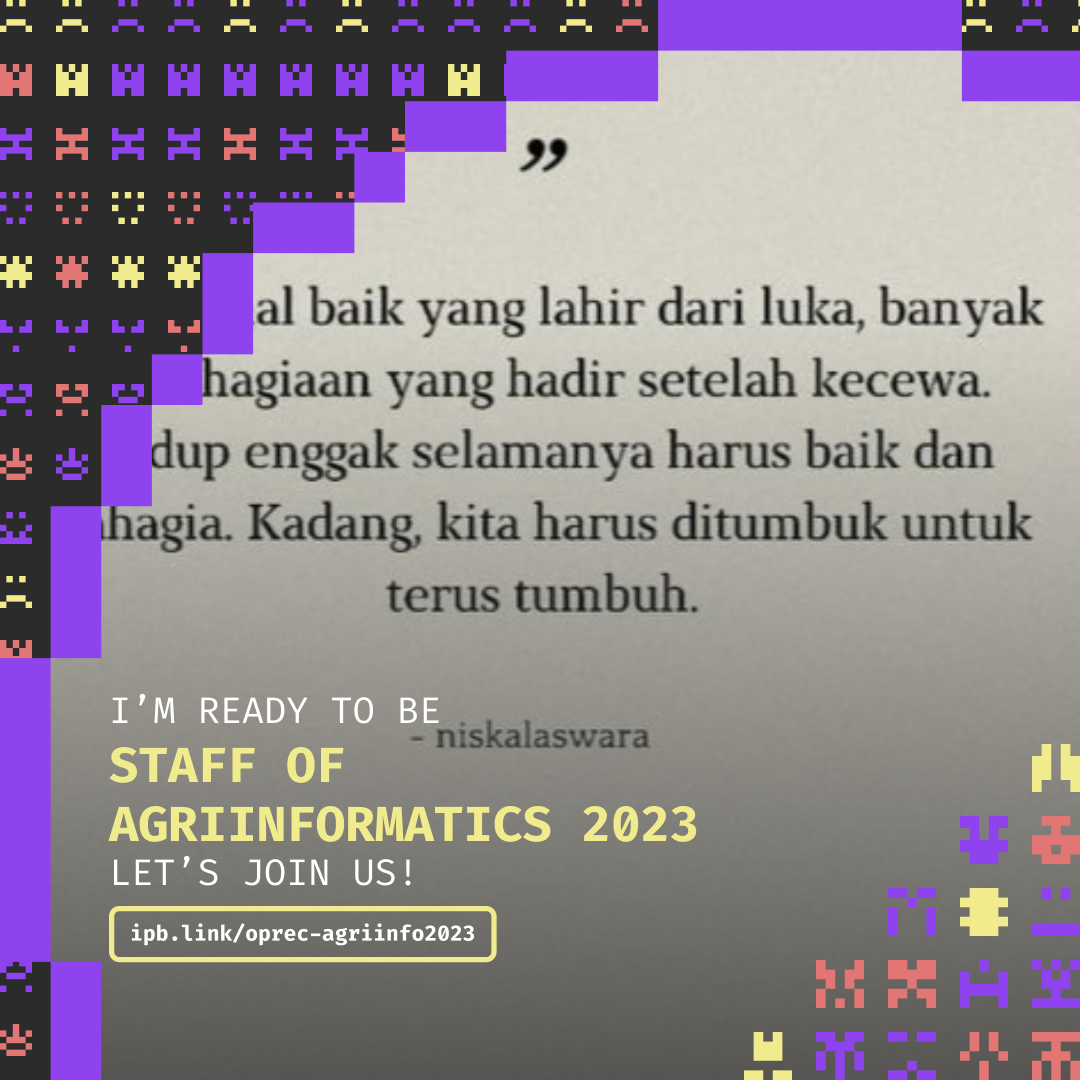 ”
al baik yang lahir dari luka, banyak
hagiaan yang hadir setelah kecewa.
dup enggak selamanya harus baik dan
hagia. Kadang, kita harus ditumbuk untuk
terus tumbuh.
- niskalaswara
I’M READY TO BE
STAFF OF
AGRIINFORMATICS 2023
LET’S JOIN US!
ipb.link/oprec-agriinfo2023